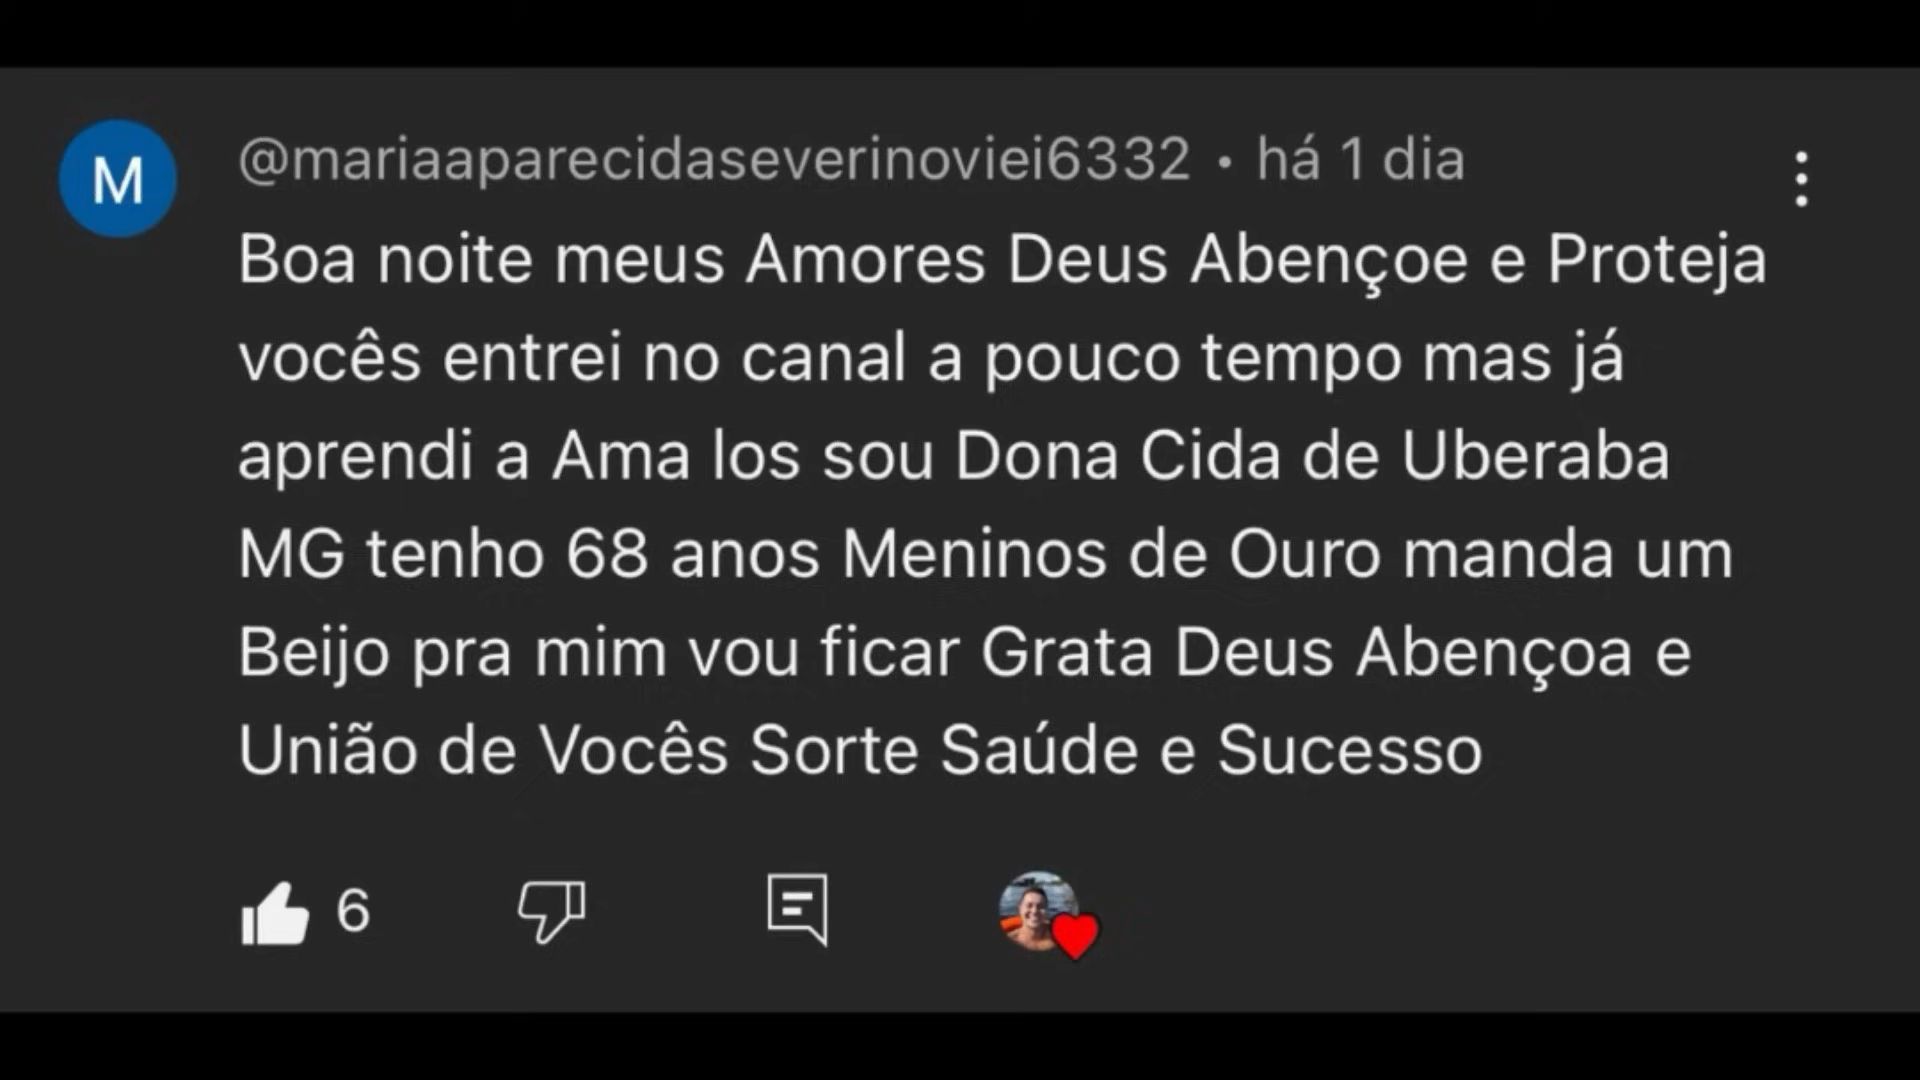 M
@mariaaparecidaseverinoviei6332 • há 1 dia
Boa noite meus Amores Deus Abençoe e Proteja
vocês entrei no canal a pouco tempo mas já
aprendi a Ama los sou Dona Cida de Uberaba
MG tenho 68 anos Meninos de Ouro manda um
Beijo pra mim vou ficar Grata Deus Abençoa e
União de Vocês Sorte Saúde e Sucesso
6